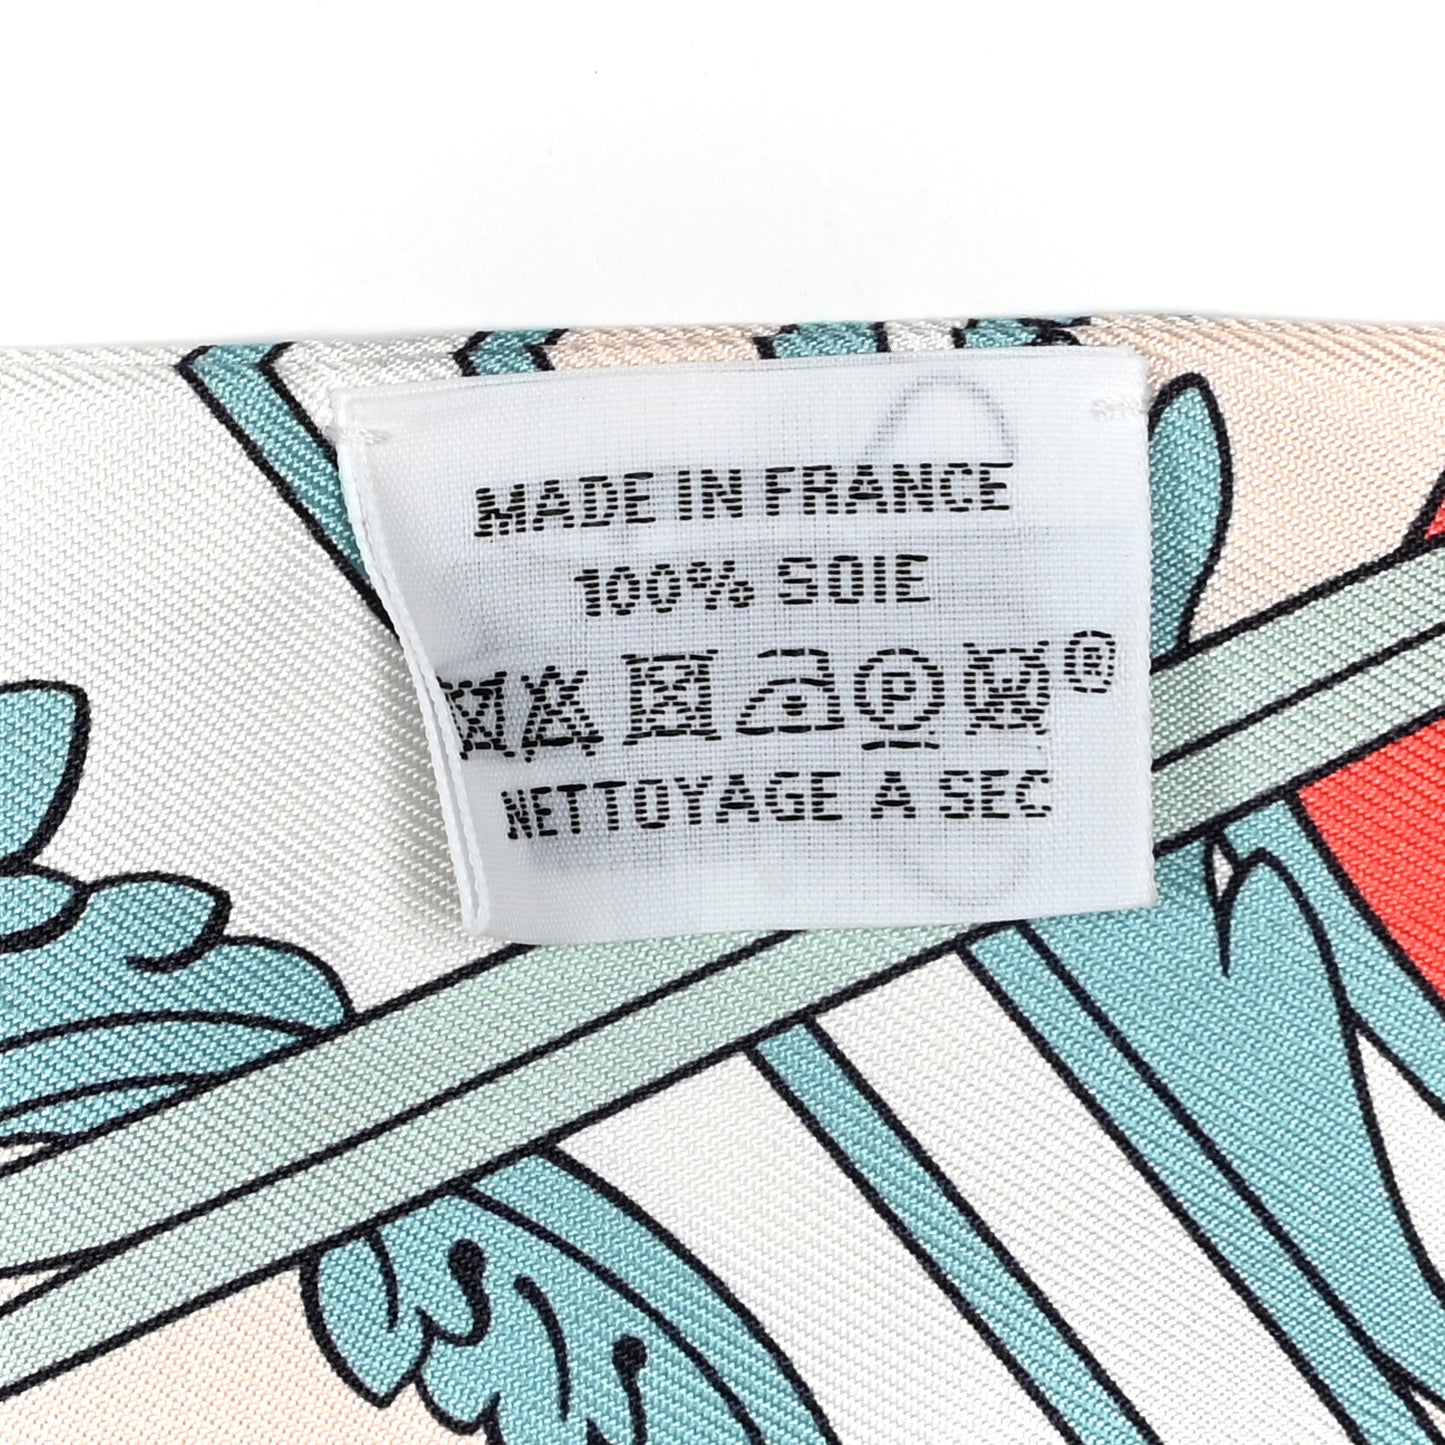 MADE IN FRANCE
100% SOIE
P W ®
NETTOYAGE A SEC